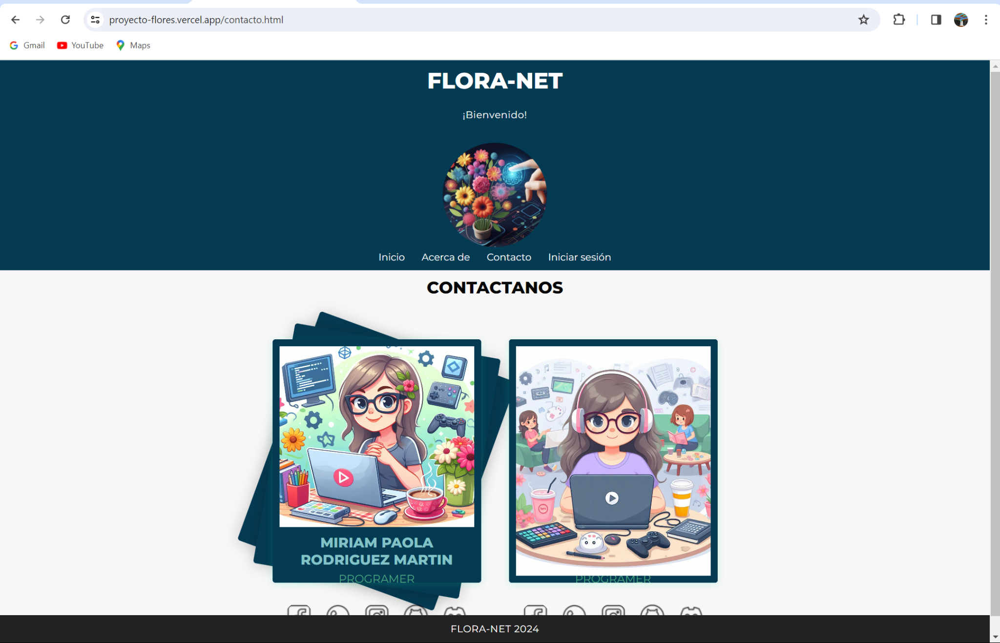 proyecto-flores.vercel.app/contacto.html
Gmail YouTube Maps
FLORA-NET
¡Bienvenido!
Inicio Acerca de Contacto Iniciar sesión
CONTACTANOS
MIRIAM PAOLA
RODRIGUEZ MARTIN
PROGRAMER
PROGRAMER
FLORA-NET 2024